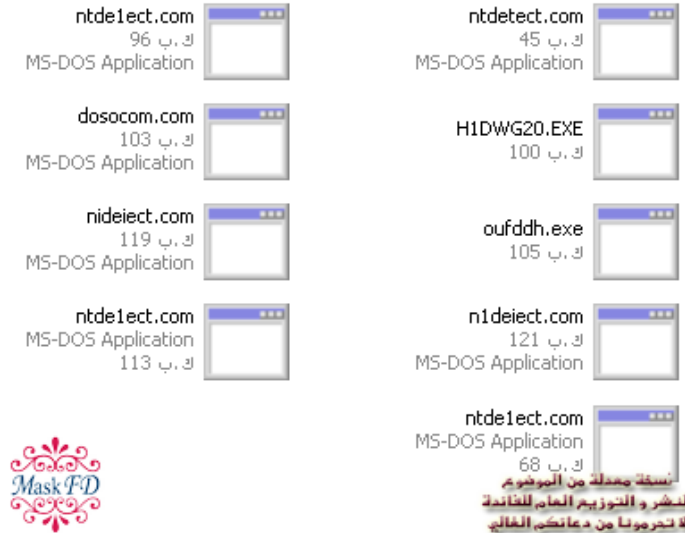 ntdetect.com
45 ك.ب
MS-DOS Application
ntde1ect.com
96 ك.ب
MS-DOS Application
H1DWG20.EXE
100 ك.ب
dosocom.com
103 ك.ب
MS-DOS Application
oufddh.exe
105 ك.ب
nideiect.com
119 ك.ب
MS-DOS Application
n1deiect.com
121 ك.ب
MS-DOS Application
ntde1ect.com
MS-DOS Application
113 ك.ب
ntde1ect.com
MS-DOS Application
68 ك.ب
Mask FD
نسخة معدلة من الموضوع
لنشر و التوزيع العام للفائدة
لا تحرمونا من دعائكم الغالي